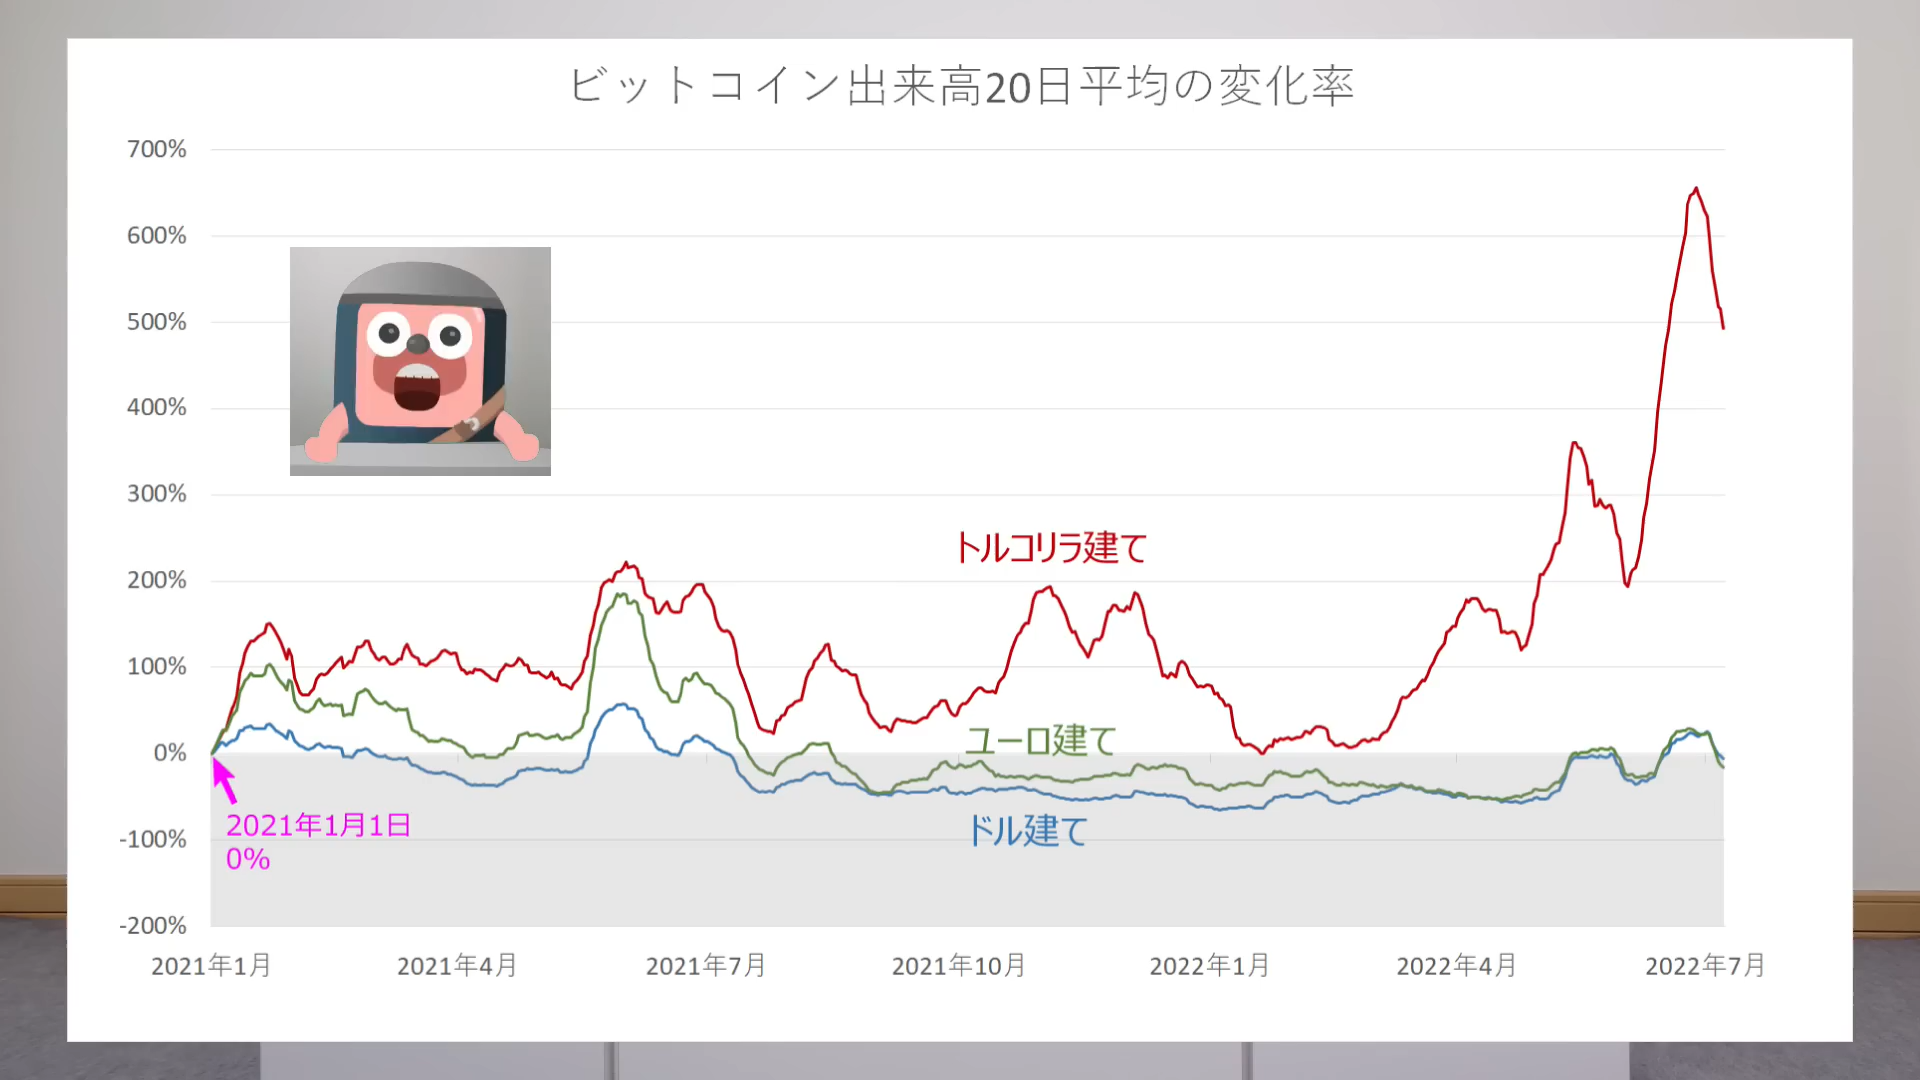 ビットコイン出来高20日平均の変化率
700%
600%
500%
400%
300%
200%
100%
0%
-100%
-200%
トルコリラ建て
ユーロ建て
ドル建て
2021年1月1日
0%
2021年1月
2021年4月
2021年7月
2021年10月
2022年1月
2022年4月
2022年7月